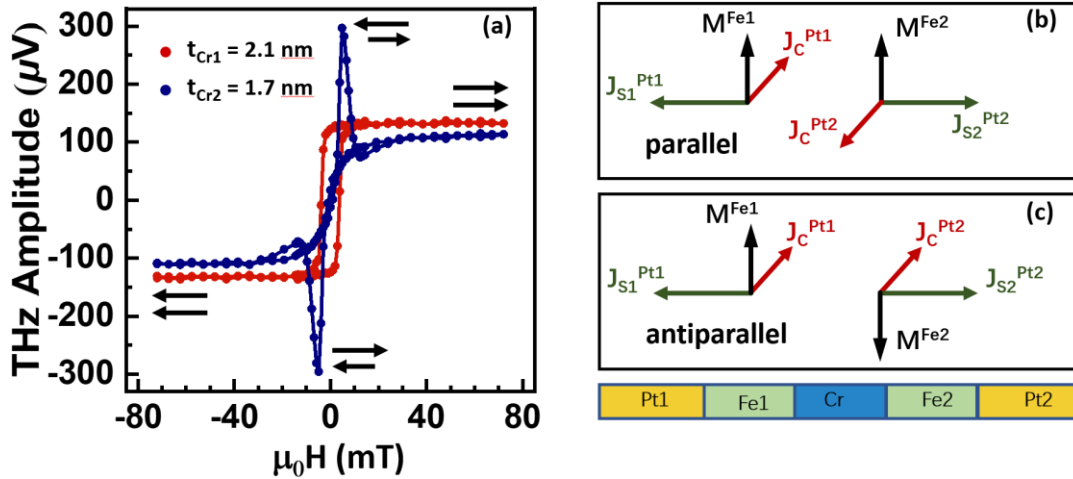 (a)
t_Cr1 = 2.1 nm
t_Cr2 = 1.7 nm
THz Amplitude (μV)
300
200
100
0
-100
-200
-300
-80
-40
0
40
80
μ₀H (mT)
(b)
M^Fe1
M^Fe2
J_C^Pt1
J_S1^Pt1
J_C^Pt2
J_S2^Pt2
parallel
(c)
M^Fe1
J_C^Pt1
J_C^Pt2
J_S1^Pt1
J_S2^Pt2
antiparallel
M^Fe2
Pt1 Fe1 Cr Fe2 Pt2